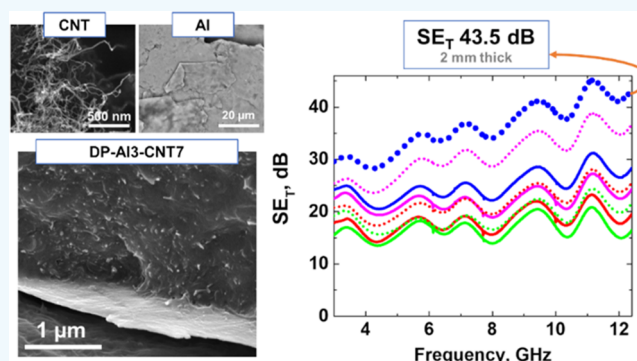 CNT
Al
500 nm
20 µm
DP-Al3-CNT7
1 µm
SE_T 43.5 dB
2 mm thick
SE_T, dB
40
30
20
15
10
0
4 6 8 10 12
Frequency, GHz